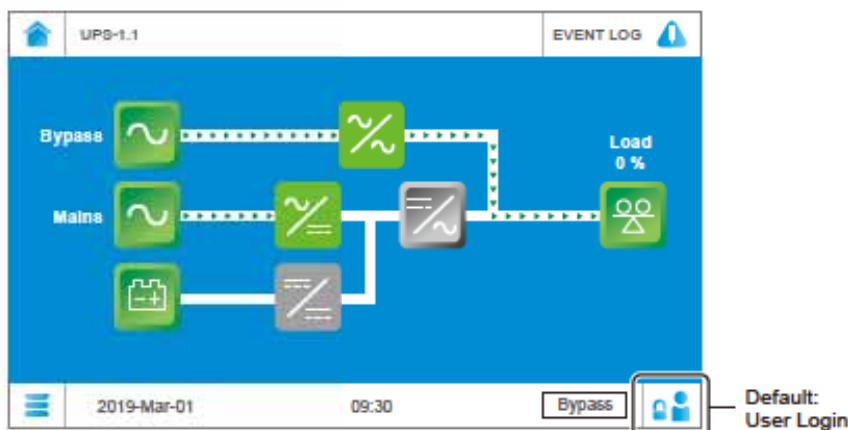 UPS-1.1
EVENT LOG
Bypass
Load
0 %
Mains
2019-Mar-01
09:30
Bypass
Default:
User Login